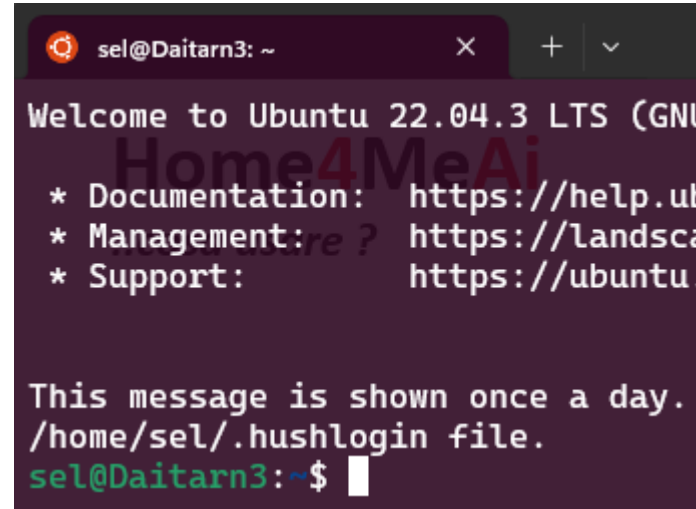 sel@Daitarn3: ~
Welcome to Ubuntu 22.04.3 LTS (GNU
Home4MeAi
* Documentation: https://help.ub
* Management: https://landsca
usare ?
* Support: https://ubuntu.
This message is shown once a day.
/home/sel/.hushlogin file.
sel@Daitarn3:~$